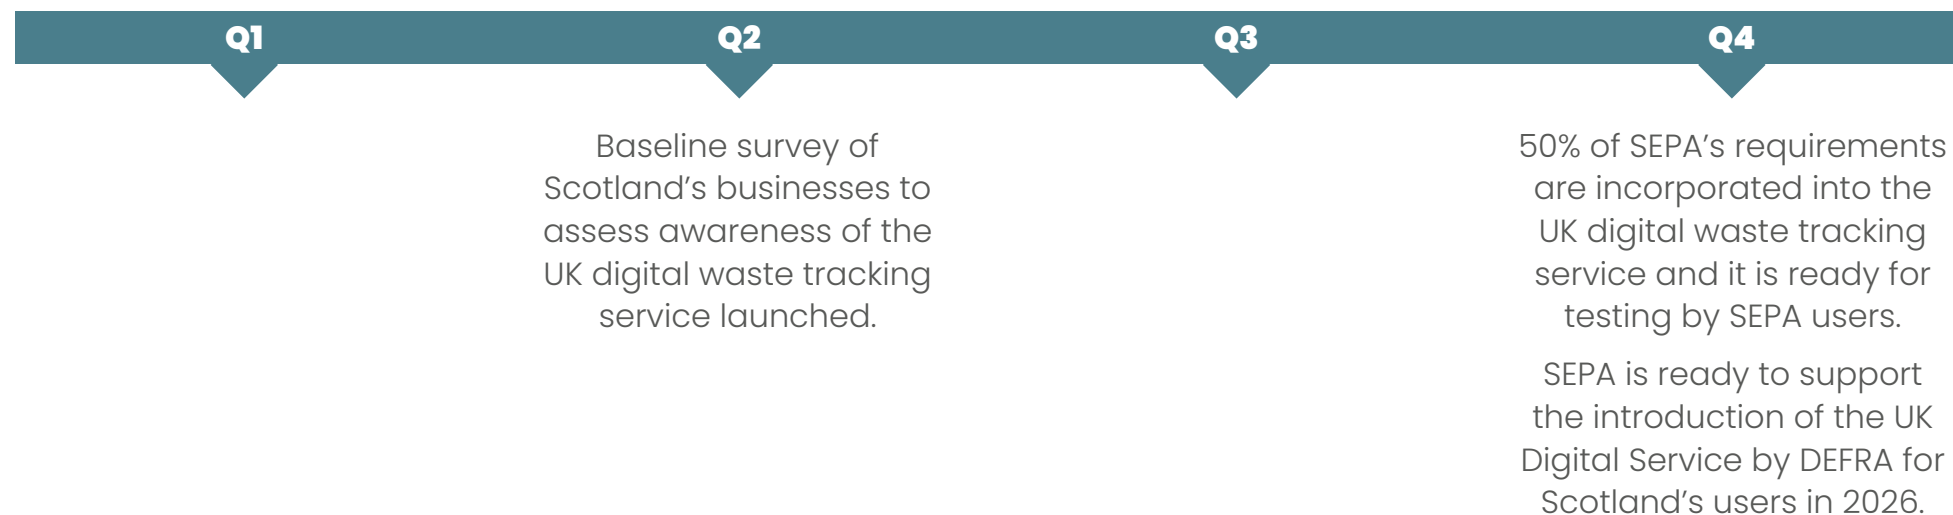 Q1
Q2
Q3
Q4
Baseline survey of
Scotland’s businesses to
assess awareness of the
UK digital waste tracking
service launched.
50% of SEPA’s requirements
are incorporated into the
UK digital waste tracking
service and it is ready for
testing by SEPA users.
SEPA is ready to support
the introduction of the UK
Digital Service by DEFRA for
Scotland’s users in 2026.